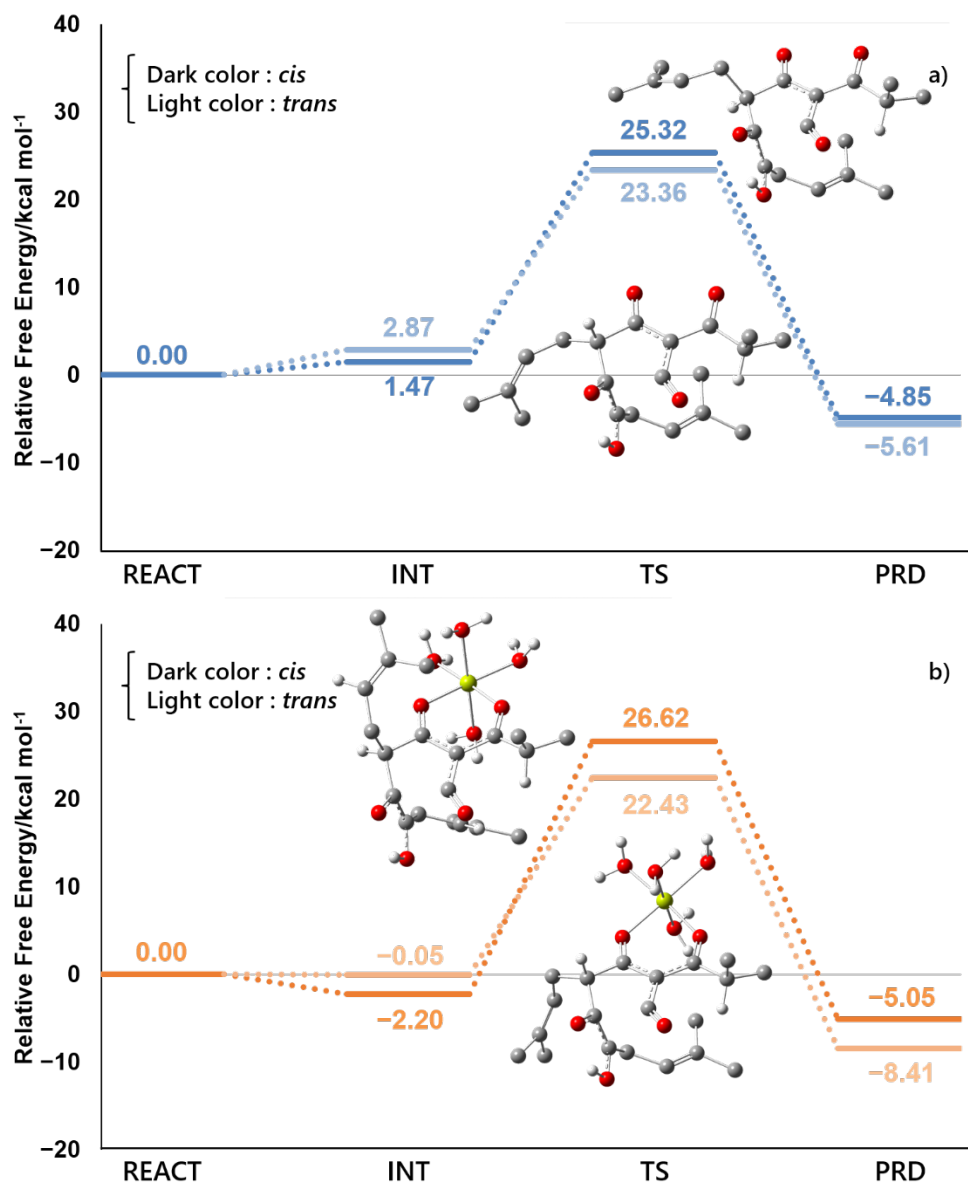 40
30
20
10
0
−10
−20
Relative Free Energy/kcal mol-1
Dark color : cis
Light color : trans
a)
25.32
23.36
2.87
0.00
1.47
−4.85
−5.61
REACT INT TS PRD
40
30
20
10
0
−10
−20
Relative Free Energy/kcal mol-1
Dark color : cis
Light color : trans
b)
26.62
22.43
0.00
−0.05
−2.20
−5.05
−8.41
REACT INT TS PRD